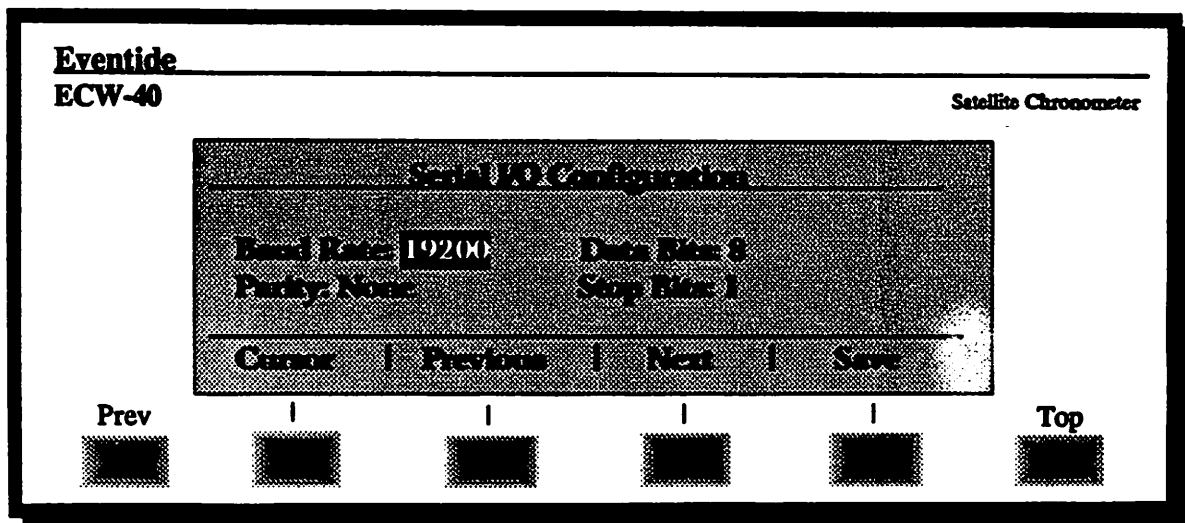 Eventide
ECW-40
Satellite Chronometer
Serial I/O Configuration
Baud Rate: 19200 Data Bits: 8
Parity: None Stop Bits: 1
Cursor | Previous | Next | Save
Prev Top